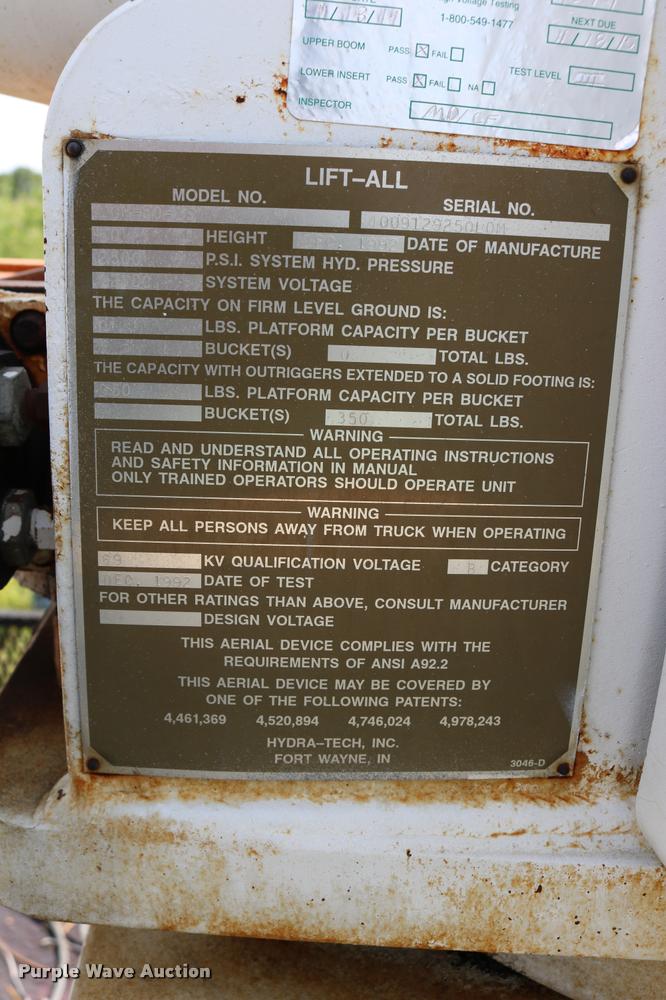 Voltage Testing
1-800-549-1477
NEXT DUE
UPPER BOOM PASS FAIL
LOWER INSERT PASS FAIL NA TEST LEVEL
INSPECTOR
LIFT-ALL
MODEL NO. SERIAL NO.
HEIGHT 1992 DATE OF MANUFACTURE
P.S.I. SYSTEM HYD. PRESSURE
SYSTEM VOLTAGE
THE CAPACITY ON FIRM LEVEL GROUND IS:
LBS. PLATFORM CAPACITY PER BUCKET
BUCKET(S) 0 TOTAL LBS.
THE CAPACITY WITH OUTRIGGERS EXTENDED TO A SOLID FOOTING IS:
LBS. PLATFORM CAPACITY PER BUCKET
BUCKET(S) 350 TOTAL LBS.
WARNING
READ AND UNDERSTAND ALL OPERATING INSTRUCTIONS
AND SAFETY INFORMATION IN MANUAL
ONLY TRAINED OPERATORS SHOULD OPERATE UNIT
WARNING
KEEP ALL PERSONS AWAY FROM TRUCK WHEN OPERATING
69 KV QUALIFICATION VOLTAGE B CATEGORY
DEC. 1992 DATE OF TEST
FOR OTHER RATINGS THAN ABOVE, CONSULT MANUFACTURER
DESIGN VOLTAGE
THIS AERIAL DEVICE COMPLIES WITH THE
REQUIREMENTS OF ANSI A92.2
THIS AERIAL DEVICE MAY BE COVERED BY
ONE OF THE FOLLOWING PATENTS:
4,461,369 4,520,894 4,746,024 4,978,243
HYDRA-TECH, INC.
FORT WAYNE, IN
3046-D
Purple Wave Auction